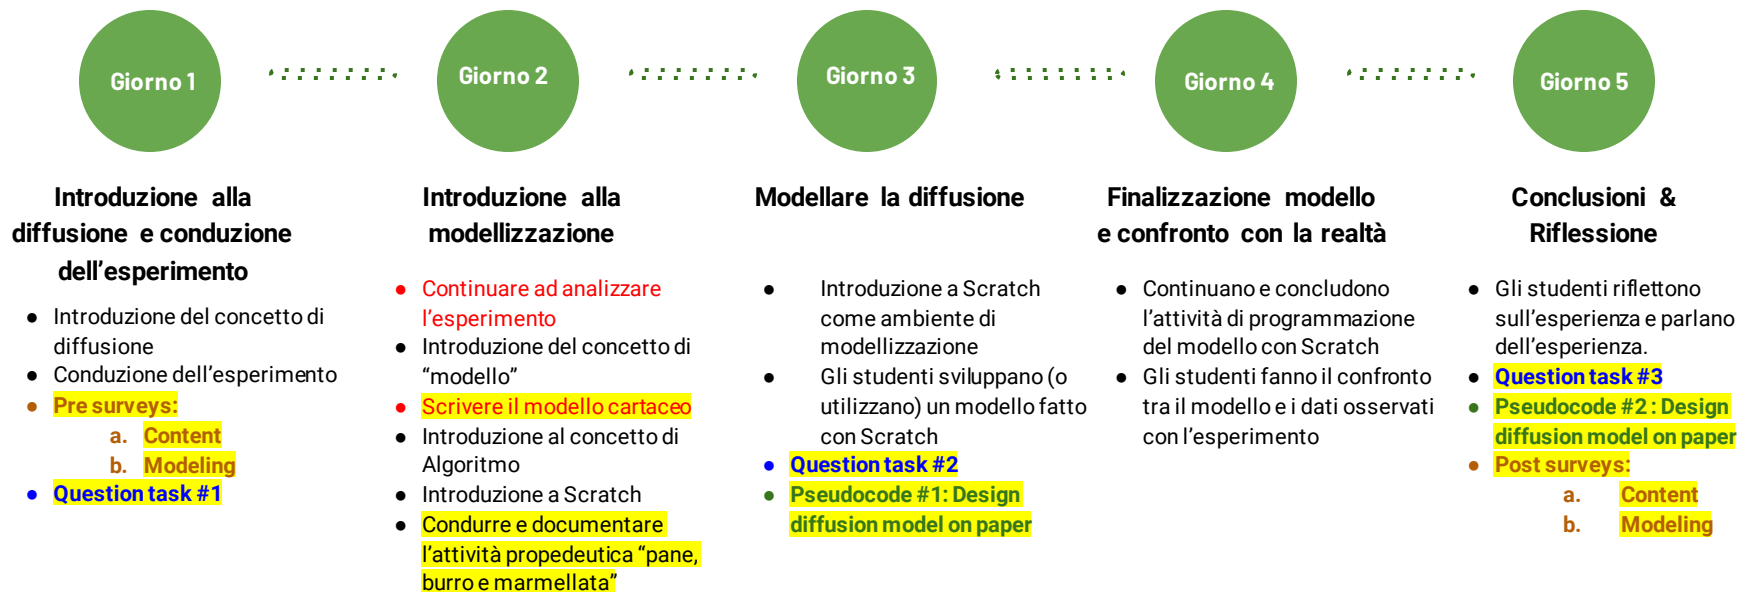 Giorno 1
Introduzione alla
diffusione e conduzione
dell'esperimento
● Introduzione del concetto di
diffusione
● Conduzione dell'esperimento
● Pre surveys:
a. Content
b. Modeling
● Question task #1
Giorno 2
Introduzione alla
modellizzazione
● Continuare ad analizzare
l'esperimento
● Introduzione del concetto di
"modello"
● Scrivere il modello cartaceo
● Introduzione al concetto di
Algoritmo
● Introduzione a Scratch
● Condurre e documentare
l'attività propedeutica "pane,
burro e marmellata"
Giorno 3
Modellare la diffusione
● Introduzione a Scratch
come ambiente di
modellizzazione
● Gli studenti sviluppano (o
utilizzano) un modello fatto
con Scratch
● Question task #2
● Pseudocode #1: Design
diffusion model on paper
Giorno 4
Finalizzazione modello
e confronto con la realtà
● Continuano e concludono
l'attività di programmazione
del modello con Scratch
● Gli studenti fanno il confronto
tra il modello e i dati osservati
con l'esperimento
Giorno 5
Conclusioni &
Riflessione
● Gli studenti riflettono
sull'esperienza e parlano
dell'esperienza.
● Question task #3
● Pseudocode #2 : Design
diffusion model on paper
● Post surveys:
a. Content
b. Modeling